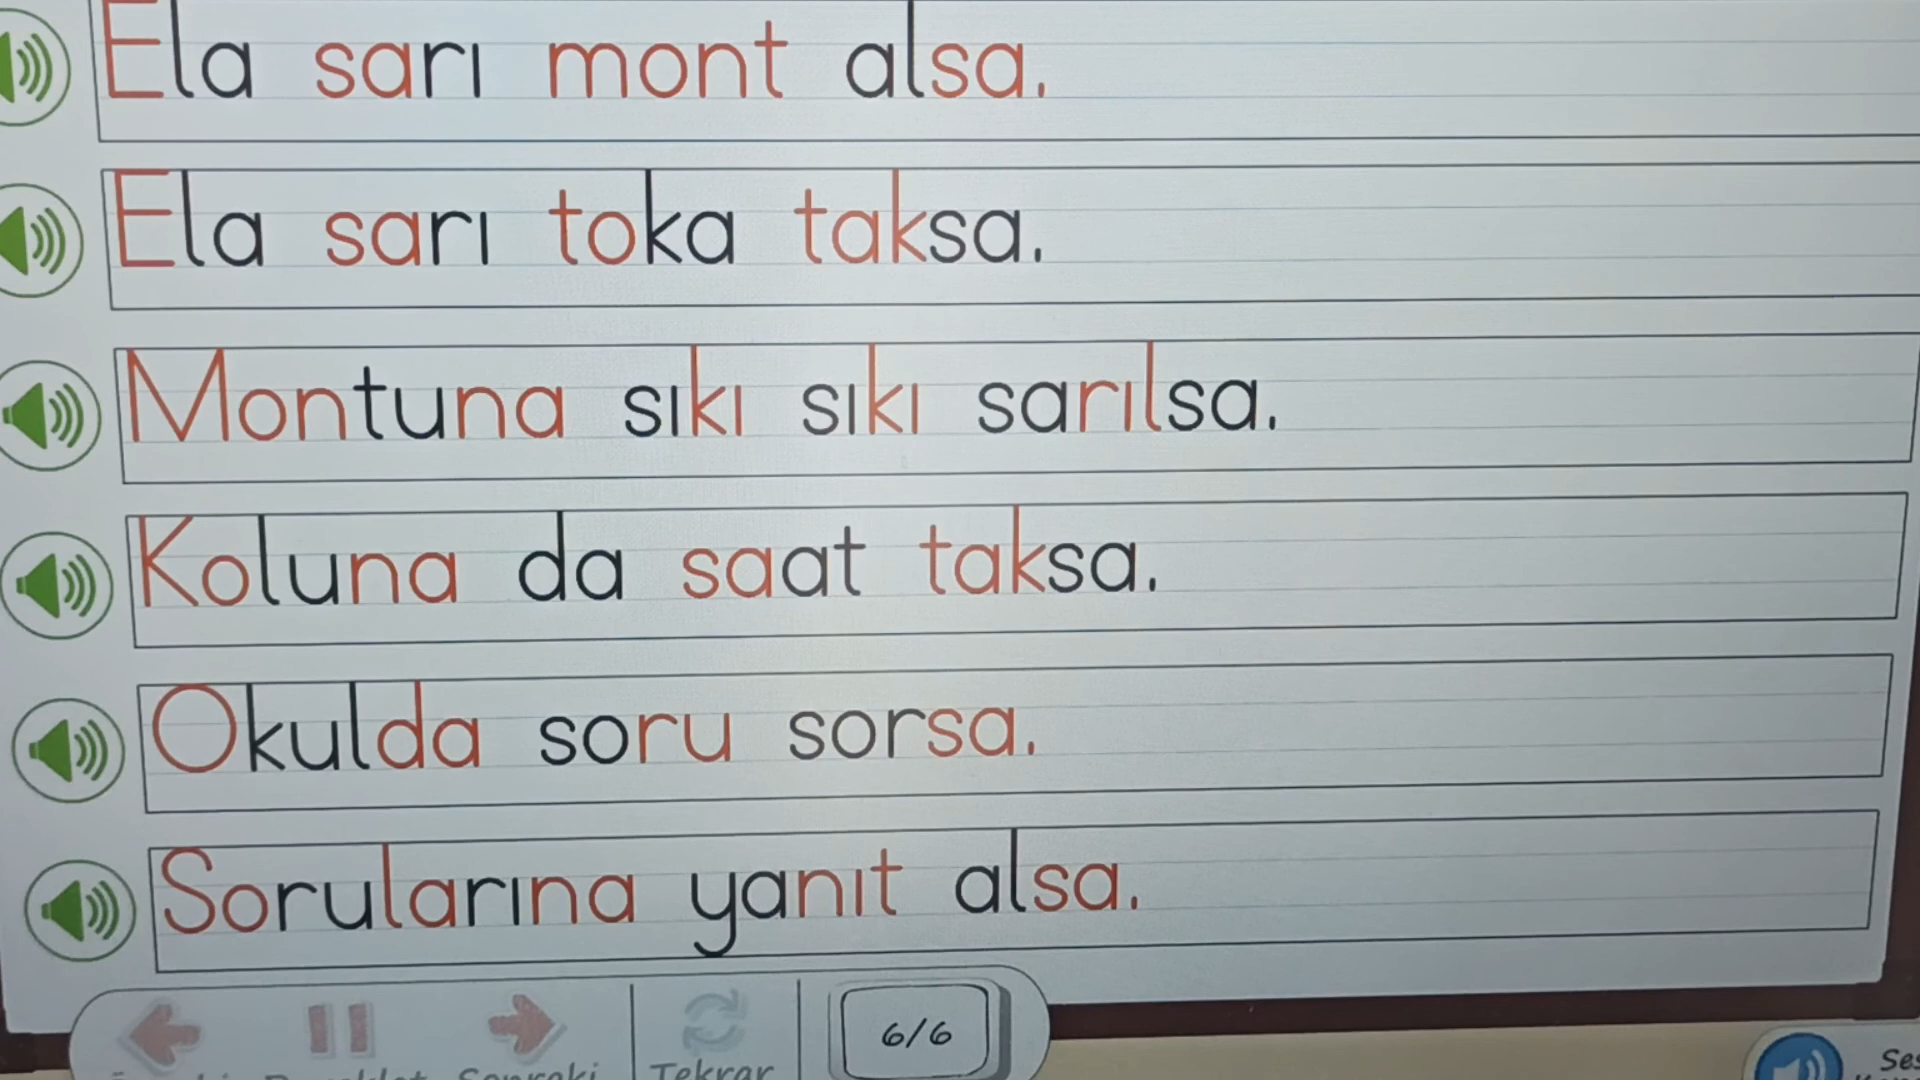 Ela sarı mont alsa.
Ela sarı toka taksa.
Montuna sıkı sıkı sarılsa.
Koluna da saat taksa.
Okulda soru sorsa.
Sorularına yanıt alsa.
Tekrar
6/6